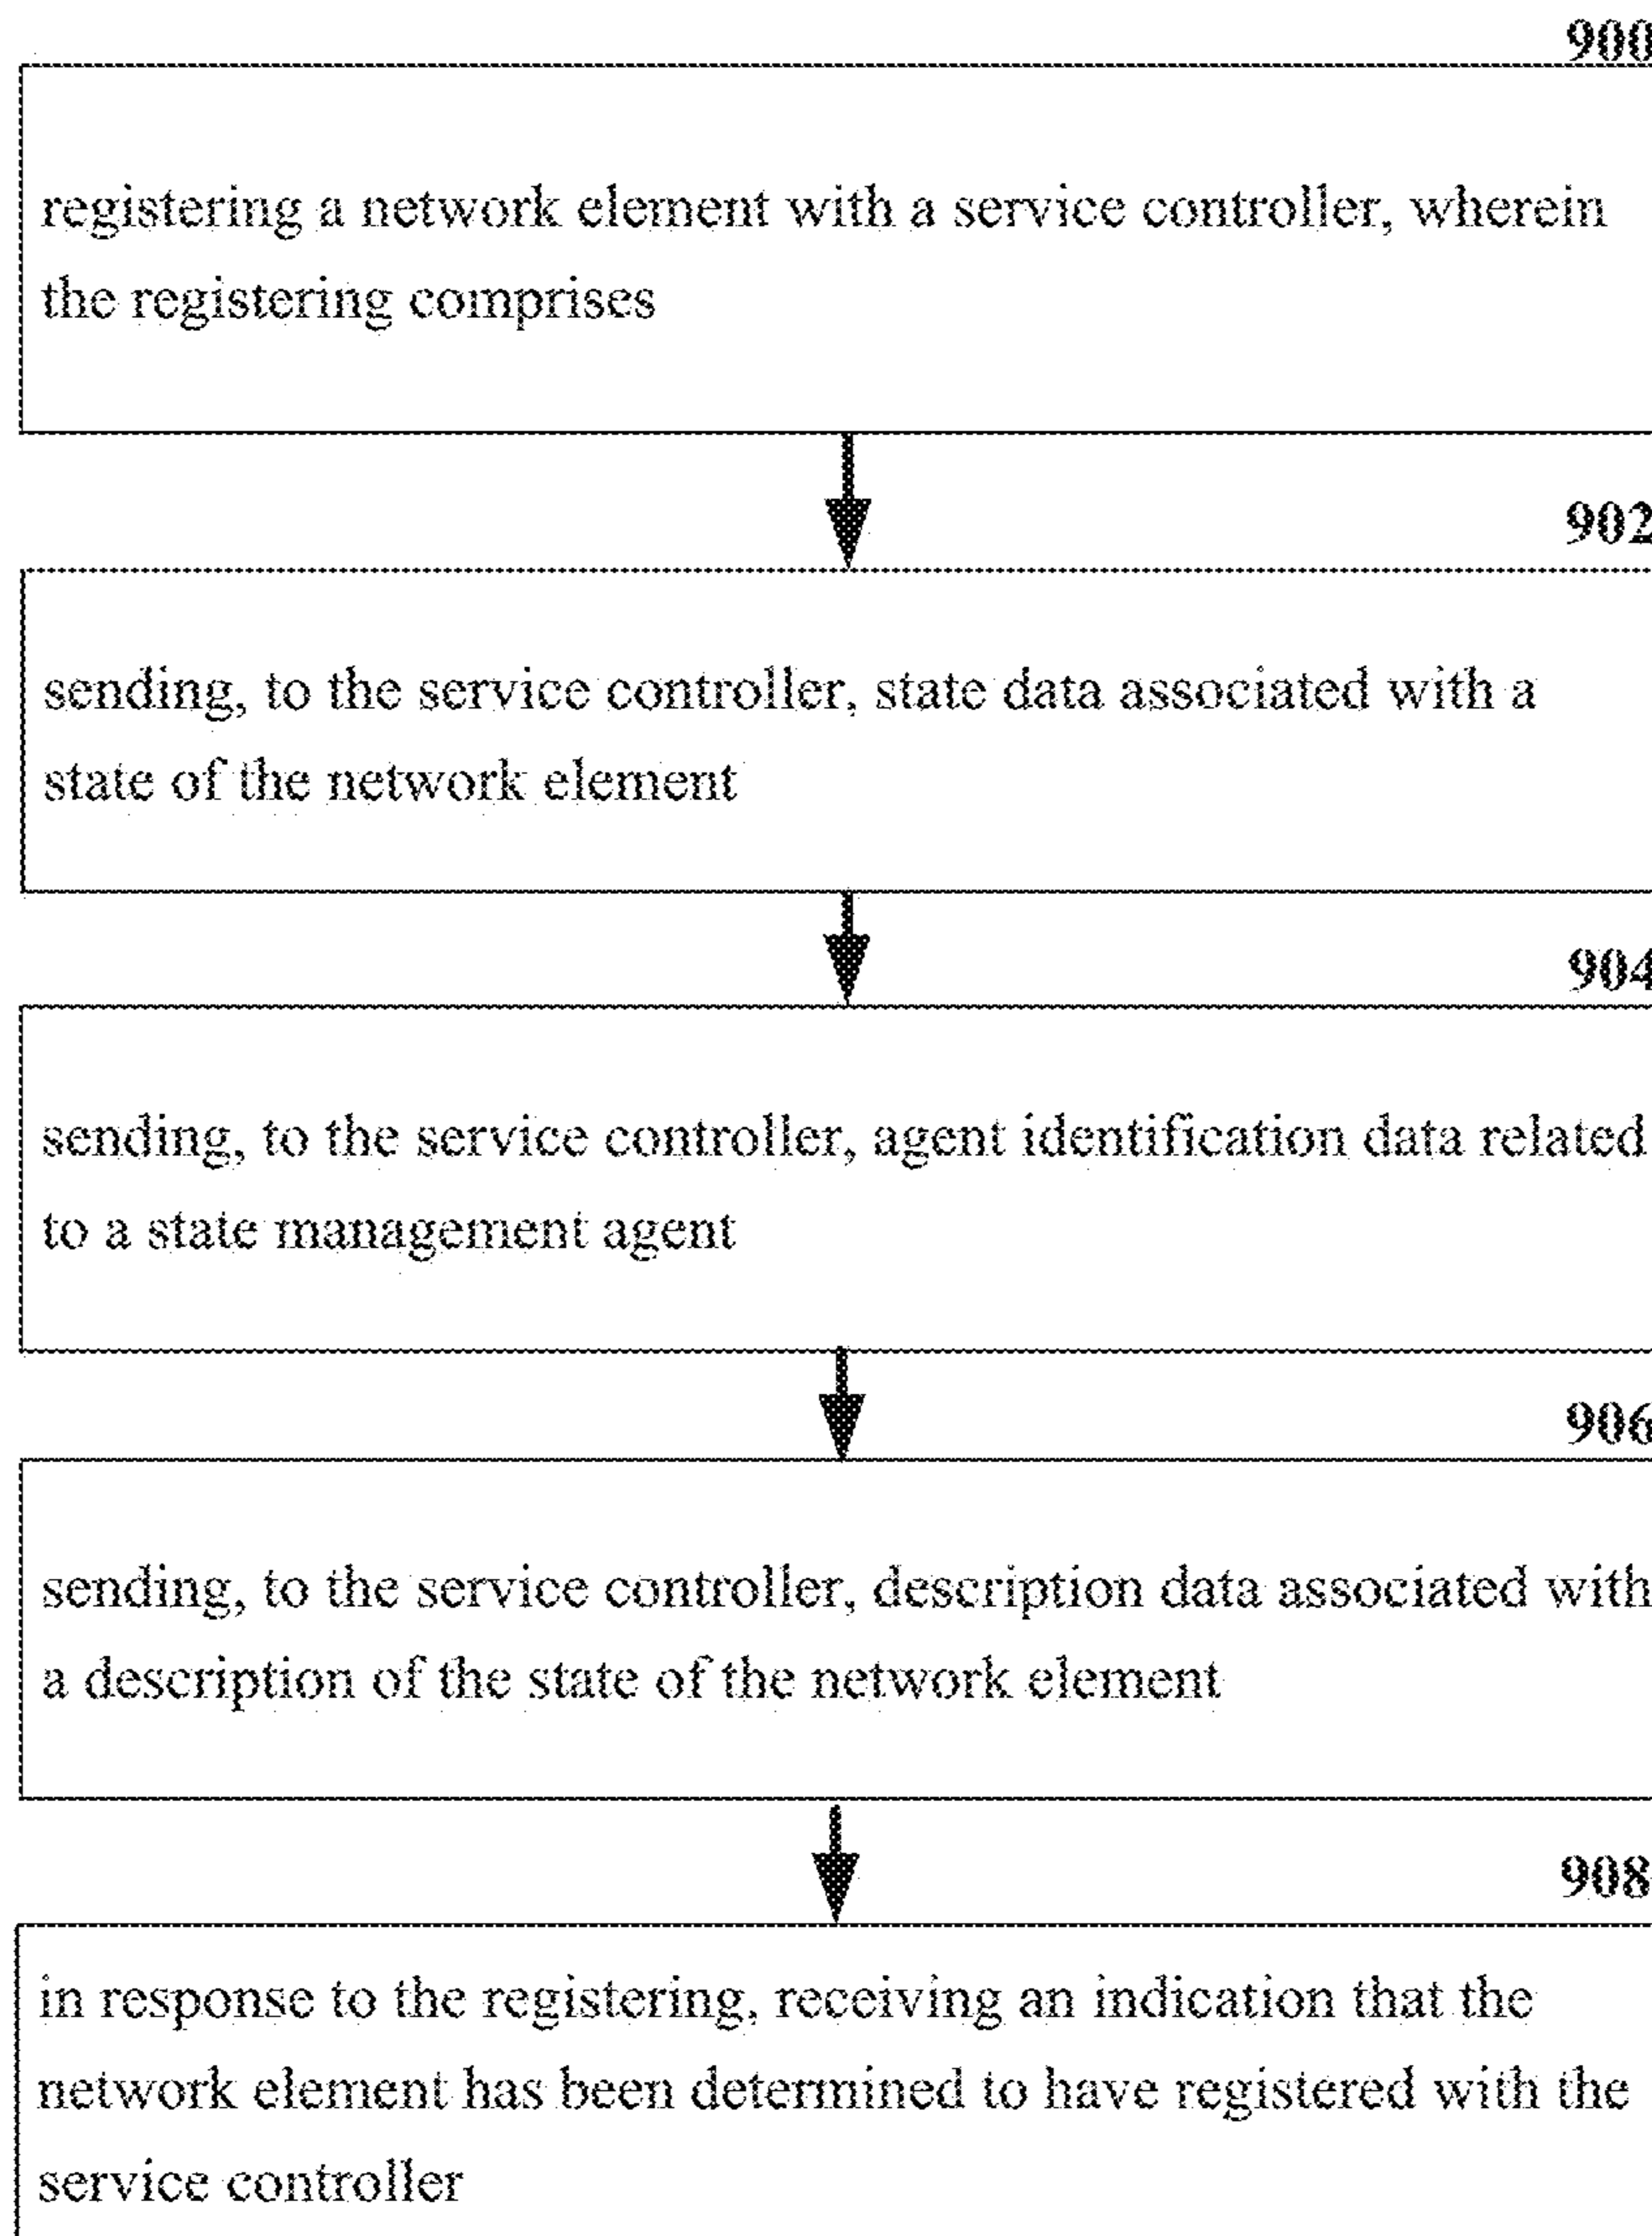 900
registering a network element with a service controller, wherein
the registering comprises
902
sending, to the service controller, state data associated with a
state of the network element
904
sending, to the service controller, agent identification data related
to a state management agent
906
sending, to the service controller, description data associated with
a description of the state of the network element
908
in response to the registering, receiving an indication that the
network element has been determined to have registered with the
service controller